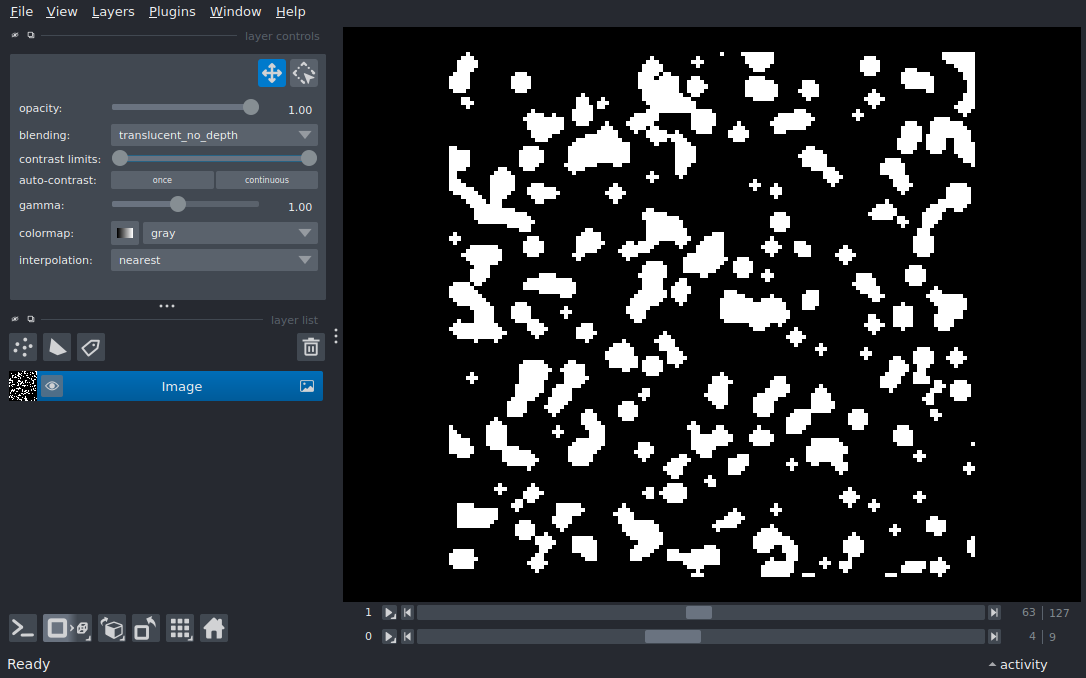 File View Layers Plugins Window Help
layer controls
opacity: 1.00
blending: translucent_no_depth
contrast limits:
auto-contrast: once continuous
gamma: 1.00
colormap: gray
interpolation: nearest
layer list
Image
1 63 127
0 4 9
Ready activity